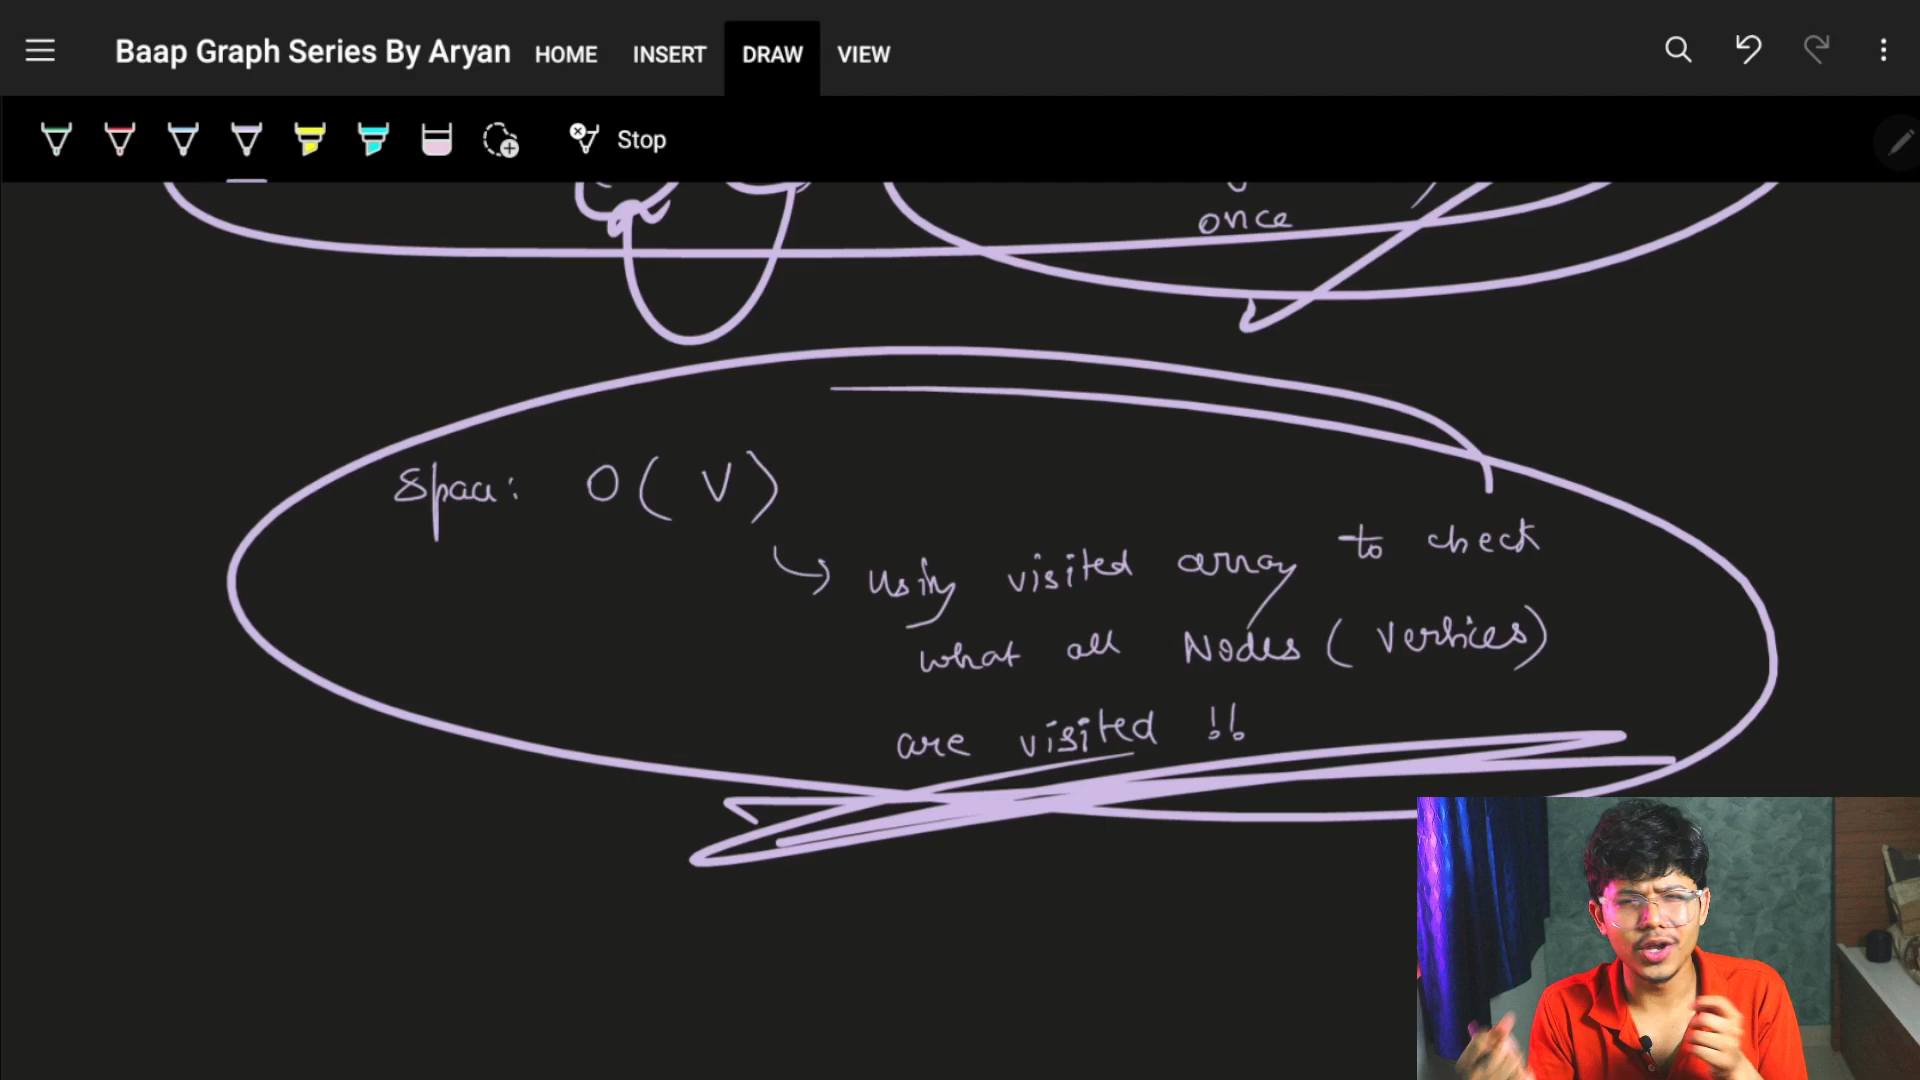 Baap Graph Series By Aryan HOME INSERT DRAW VIEW
Stop
once
Space: O( V )
↳ using visited array to check
what all Nodes ( Vertices)
are visited !!